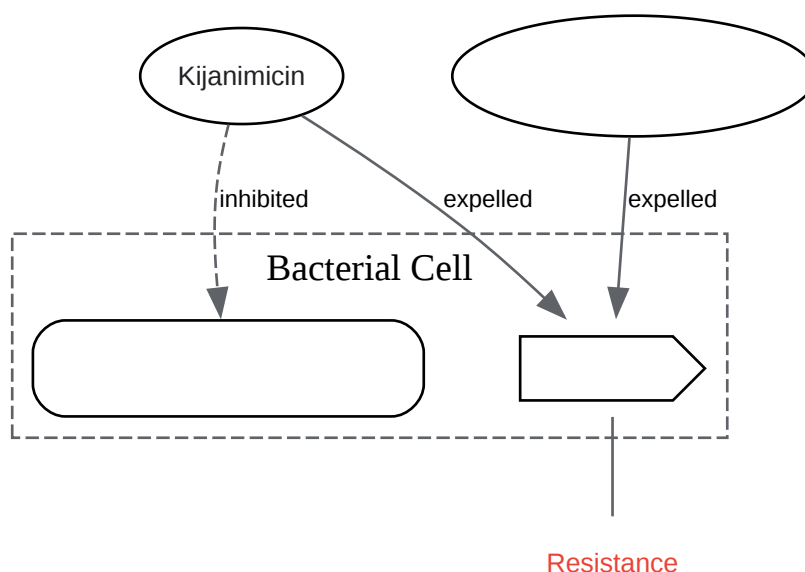 Kijanimicin
inhibited
expelled
expelled
Bacterial Cell
Resistance